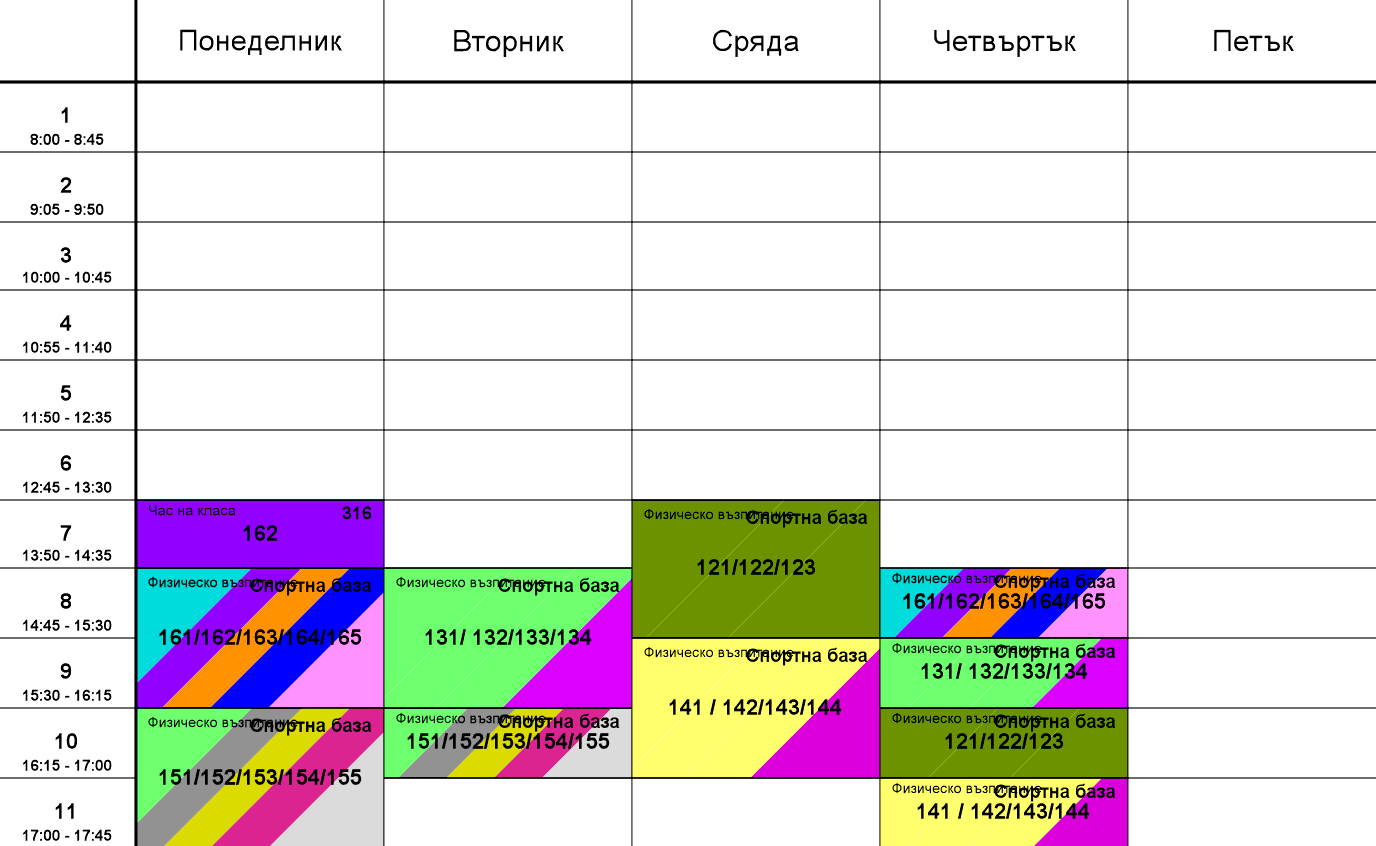 Понеделник Вторник Сряда Четвъртък Петък
1
8:00 - 8:45
2
9:05 - 9:50
3
10:00 - 10:45
4
10:55 - 11:40
5
11:50 - 12:35
6
12:45 - 13:30
7
13:50 - 14:35
Час на класа 316
162
Физическо възпитание Спортна база
121/122/123
8
14:45 - 15:30
Физическо възпитание Спортна база
161/162/163/164/165
Физическо възпитание Спортна база
131/ 132/133/134
Физическо възпитание Спортна база
161/162/163/164/165
9
15:30 - 16:15
Физическо възпитание Спортна база
141 / 142/143/144
Физическо възпитание Спортна база
131/ 132/133/134
10
16:15 - 17:00
Физическо възпитание Спортна база
151/152/153/154/155
Физическо възпитание Спортна база
151/152/153/154/155
Физическо възпитание Спортна база
121/122/123
11
17:00 - 17:45
Физическо възпитание Спортна база
141 / 142/143/144